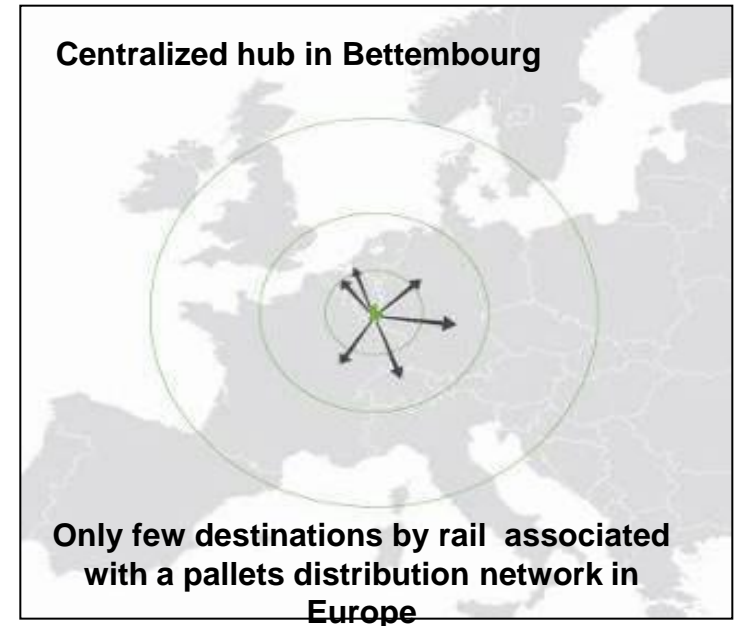 Centralized hub in Bettembourg
Only few destinations by rail associated
with a pallets distribution network in
Europe